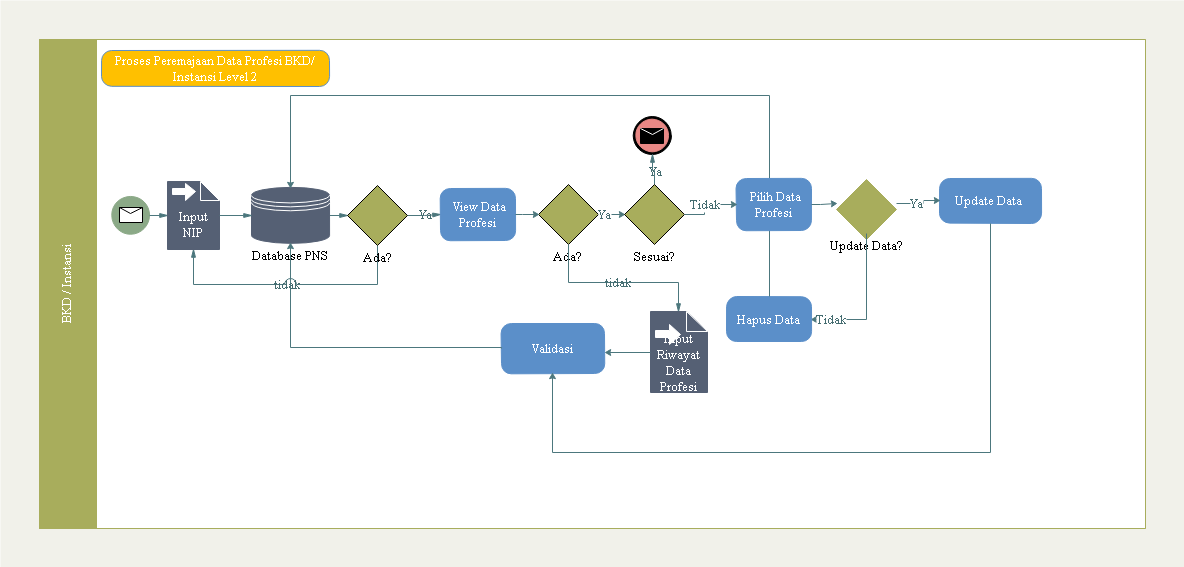 Proses Peremajaan Data Profesi BKD/
Instansi Level 2
BKD / Instansi
Input
NIP
Database PNS
Ada?
tidak
Ya
View Data
Profesi
Ada?
Ya
tidak
Sesuai?
Ya
Tidak
Pilih Data
Profesi
Update Data?
Ya
Update Data
Tidak
Hapus Data
Input
Riwayat
Data
Profesi
Validasi